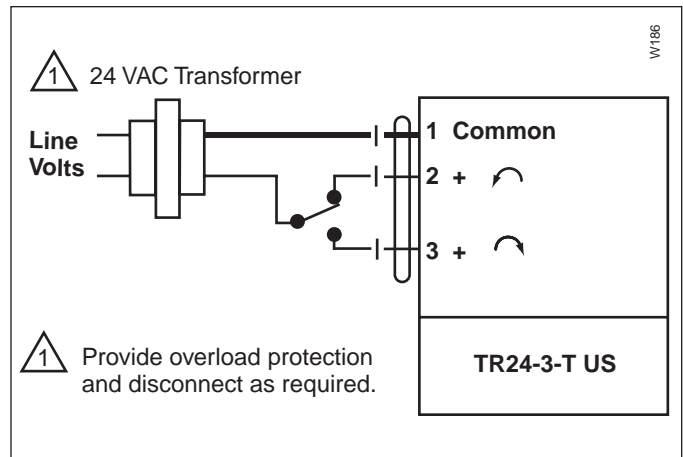 W186
1 24 VAC Transformer
Line
Volts
1 Common
2 +
3 +
1 Provide overload protection
and disconnect as required.
TR24-3-T US